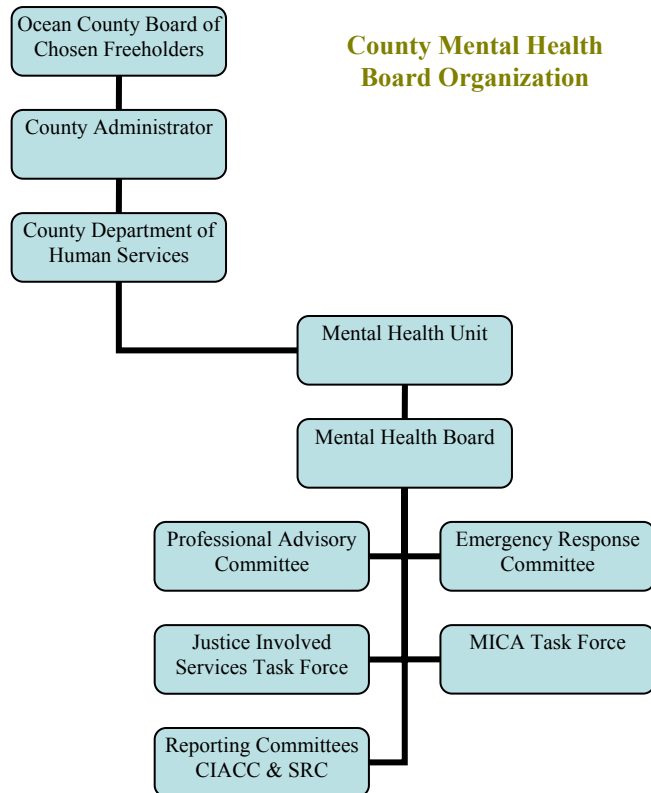 County Mental Health
Board Organization
Ocean County Board of
Chosen Freeholders
County Administrator
County Department of
Human Services
Mental Health Unit
Mental Health Board
Professional Advisory
Committee
Emergency Response
Committee
Justice Involved
Services Task Force
MICA Task Force
Reporting Committees
CIACC & SRC